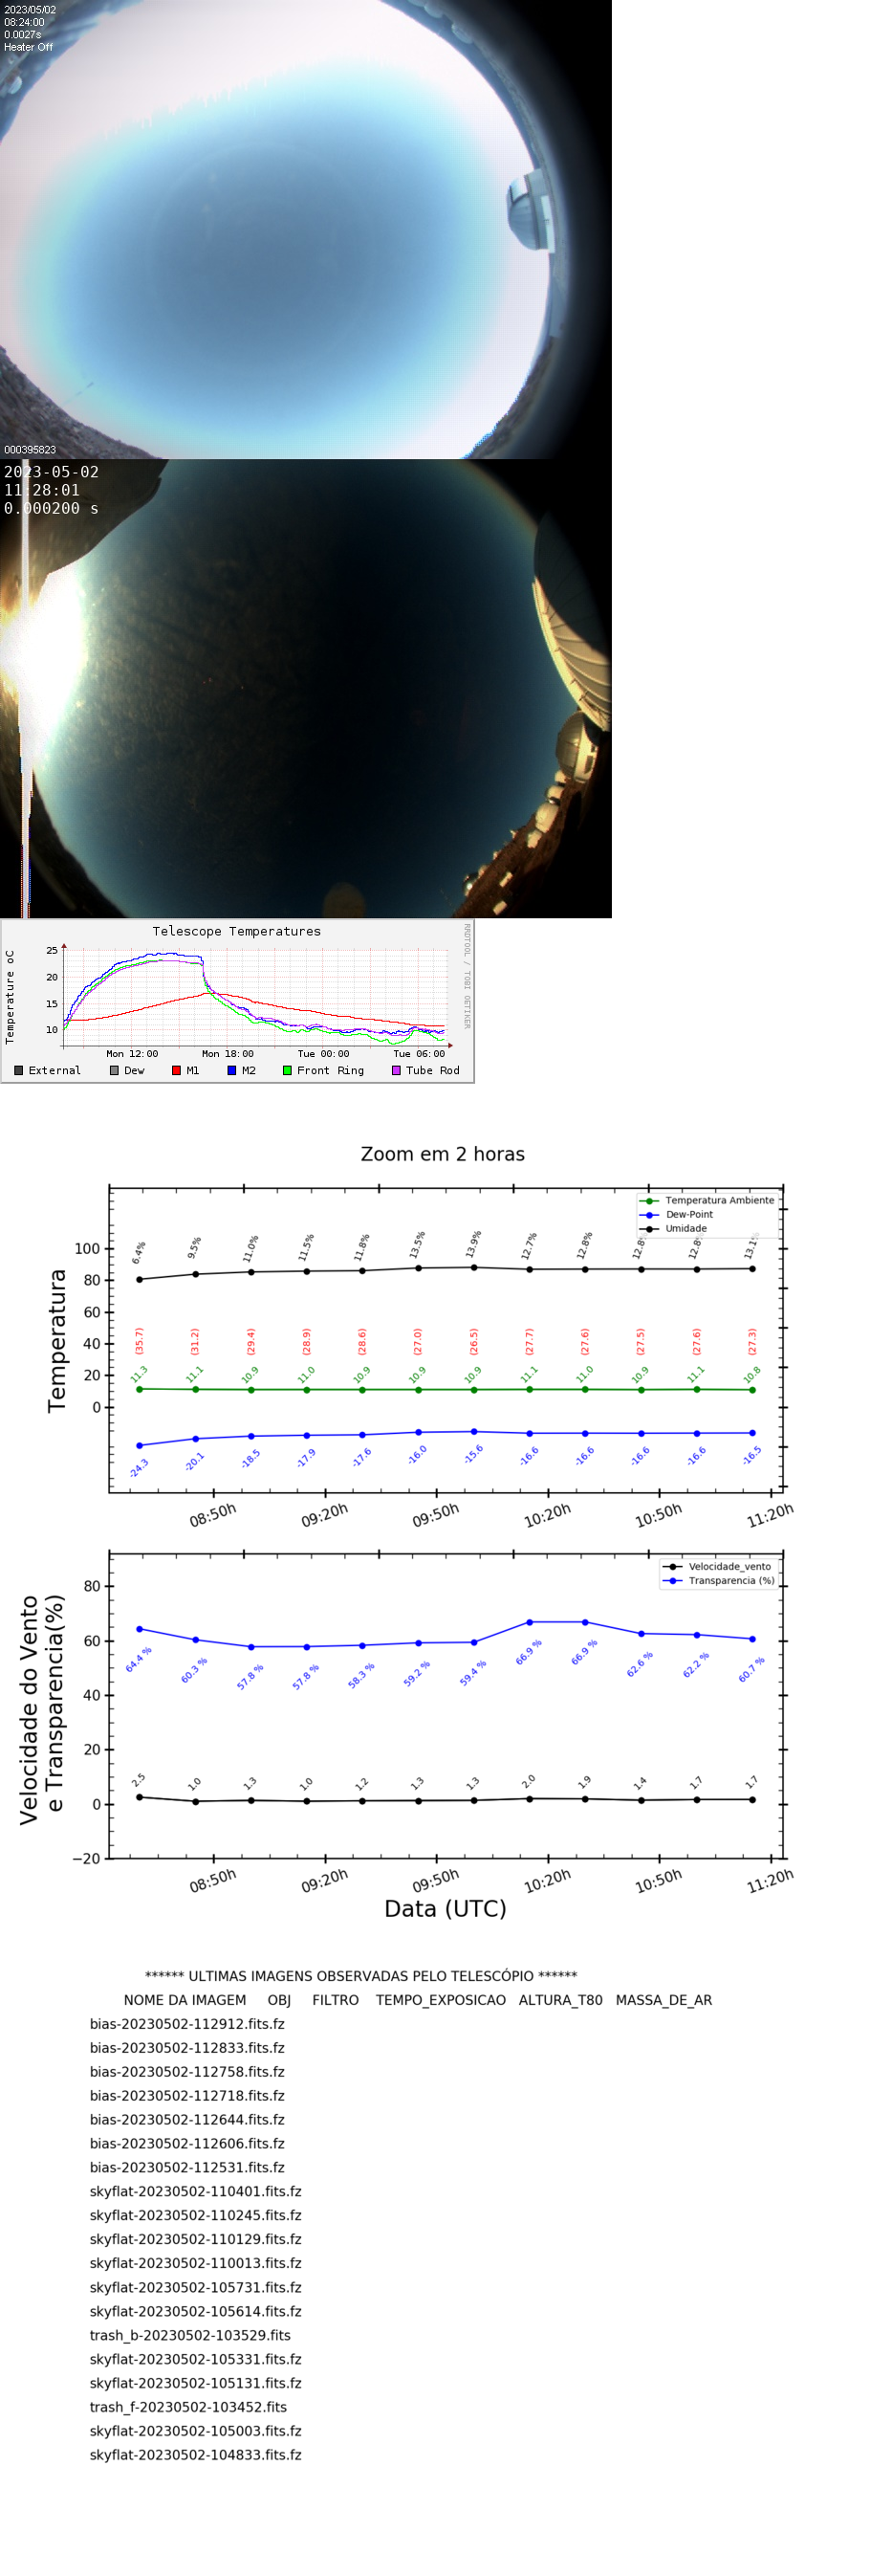 2023/05/02
08:24:00
0.0027s
Heater Off
000395823
2023-05-02
11:28:01
0.000200 s
Telescope Temperatures
RRDTOOL / TOBI OETIKER
Temperature oC
25
20
15
10
Mon 12:00 Mon 18:00 Tue 00:00 Tue 06:00
External Dew M1 M2 Front Ring Tube Rod
Zoom em 2 horas
Temperatura Ambiente
Dew-Point
Umidade
Temperatura
100
80
60
40
20
0
6.4% 9.5% 11.0% 11.5% 11.8% 13.5% 13.9% 12.7% 12.8% 12.8% 12.8% 13.1%
(35.7) (31.2) (29.4) (28.9) (28.6) (27.0) (26.5) (27.7) (27.6) (27.5) (27.6) (27.3)
11.3 11.1 10.9 11.0 10.9 10.9 10.9 11.1 11.0 10.9 11.1 10.8
-24.3 -20.1 -18.5 -17.9 -17.6 -16.0 -15.6 -16.6 -16.6 -16.6 -16.6 -16.5
08:50h 09:20h 09:50h 10:20h 10:50h 11:20h
Velocidade_vento
Transparencia (%)
Velocidade do Vento
e Transparencia(%)
80
60
40
20
0
−20
64.4 % 60.3 % 57.8 % 57.8 % 58.3 % 59.2 % 59.4 % 66.9 % 66.9 % 62.6 % 62.2 % 60.7 %
2.5 1.0 1.3 1.0 1.2 1.3 1.3 2.0 1.9 1.4 1.7 1.7
08:50h 09:20h 09:50h 10:20h 10:50h 11:20h
Data (UTC)
****** ULTIMAS IMAGENS OBSERVADAS PELO TELESCÓPIO ******
NOME DA IMAGEM OBJ FILTRO TEMPO_EXPOSICAO ALTURA_T80 MASSA_DE_AR
bias-20230502-112912.fits.fz
bias-20230502-112833.fits.fz
bias-20230502-112758.fits.fz
bias-20230502-112718.fits.fz
bias-20230502-112644.fits.fz
bias-20230502-112606.fits.fz
bias-20230502-112531.fits.fz
skyflat-20230502-110401.fits.fz
skyflat-20230502-110245.fits.fz
skyflat-20230502-110129.fits.fz
skyflat-20230502-110013.fits.fz
skyflat-20230502-105731.fits.fz
skyflat-20230502-105614.fits.fz
trash_b-20230502-103529.fits
skyflat-20230502-105331.fits.fz
skyflat-20230502-105131.fits.fz
trash_f-20230502-103452.fits
skyflat-20230502-105003.fits.fz
skyflat-20230502-104833.fits.fz